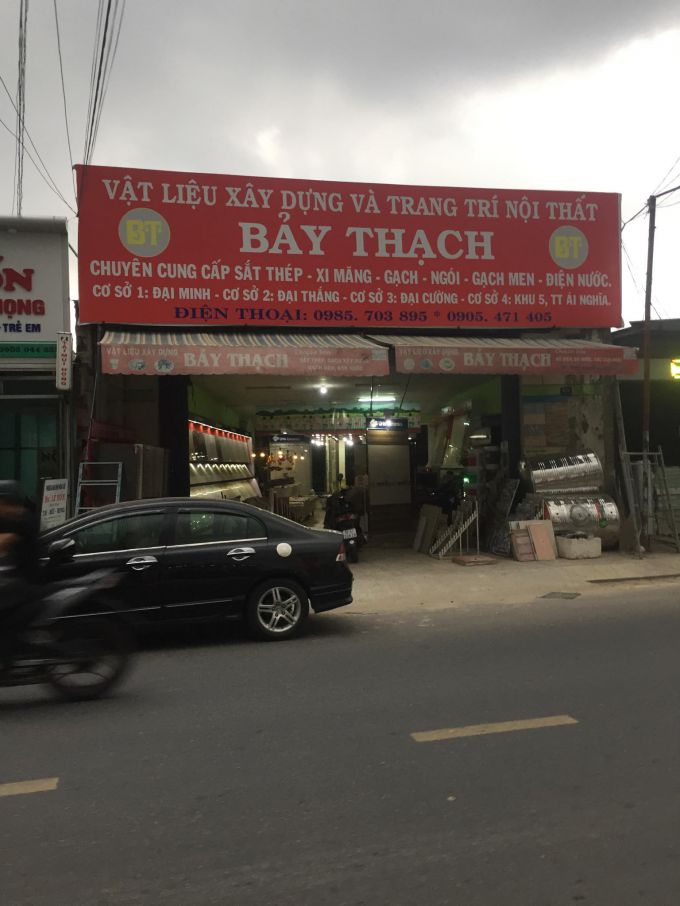 VẬT LIỆU XÂY DỰNG VÀ TRANG TRÍ NỘI THẤT
BT
BẢY THẠCH
BT
CHUYÊN CUNG CẤP SẮT THÉP - XI MĂNG - GẠCH - NGÓI - GẠCH MEN - ĐIỆN NƯỚC.
CƠ SỞ 1: ĐẠI MINH - CƠ SỞ 2: ĐẠI THẮNG - CƠ SỞ 3: ĐẠI CƯỜNG - CƠ SỞ 4: KHU 5, TT ÁI NGHĨA.
ĐIỆN THOẠI: 0985. 703 895 * 0905. 471 405
VẬT LIỆU XÂY DỰNG
BẢY THẠCH
VẬT LIỆU XÂY DỰNG
BẢY THẠCH
TRẺ EM